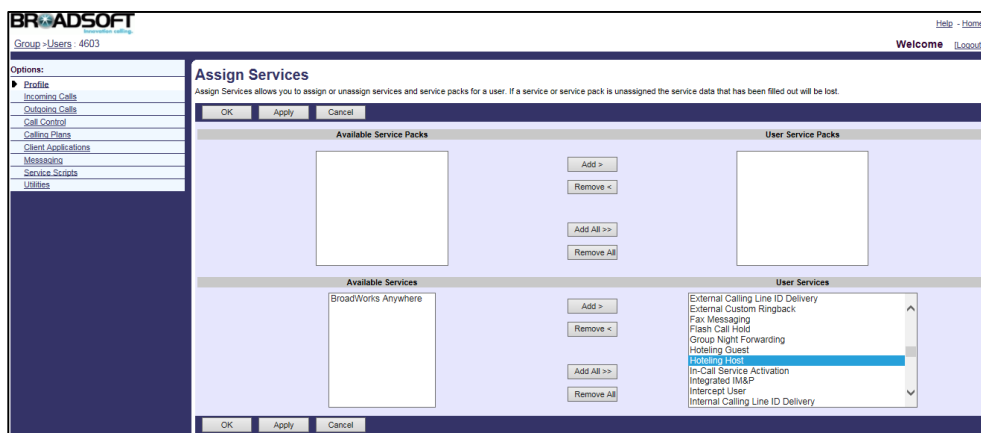 BROADSOFT
innovation calling.
Help - Home
Group >Users : 4603
Welcome [Logout
Options:
Profile
Incoming Calls
Outgoing Calls
Call Control
Calling Plans
Client Applications
Messaging
Service Scripts
Utilities
Assign Services
Assign Services allows you to assign or unassign services and service packs for a user. If a service or service pack is unassigned the service data that has been filled out will be lost.
OK Apply Cancel
Available Service Packs User Service Packs
Add >
Remove <
Add All >>
Remove All
Available Services User Services
BroadWorks Anywhere
Add >
Remove <
Add All >>
Remove All
External Calling Line ID Delivery
External Custom Ringback
Fax Messaging
Flash Call Hold
Group Night Forwarding
Hoteling Guest
Hoteling Host
In-Call Service Activation
Integrated IM&P
Intercept User
Internal Calling Line ID Delivery
OK Apply Cancel